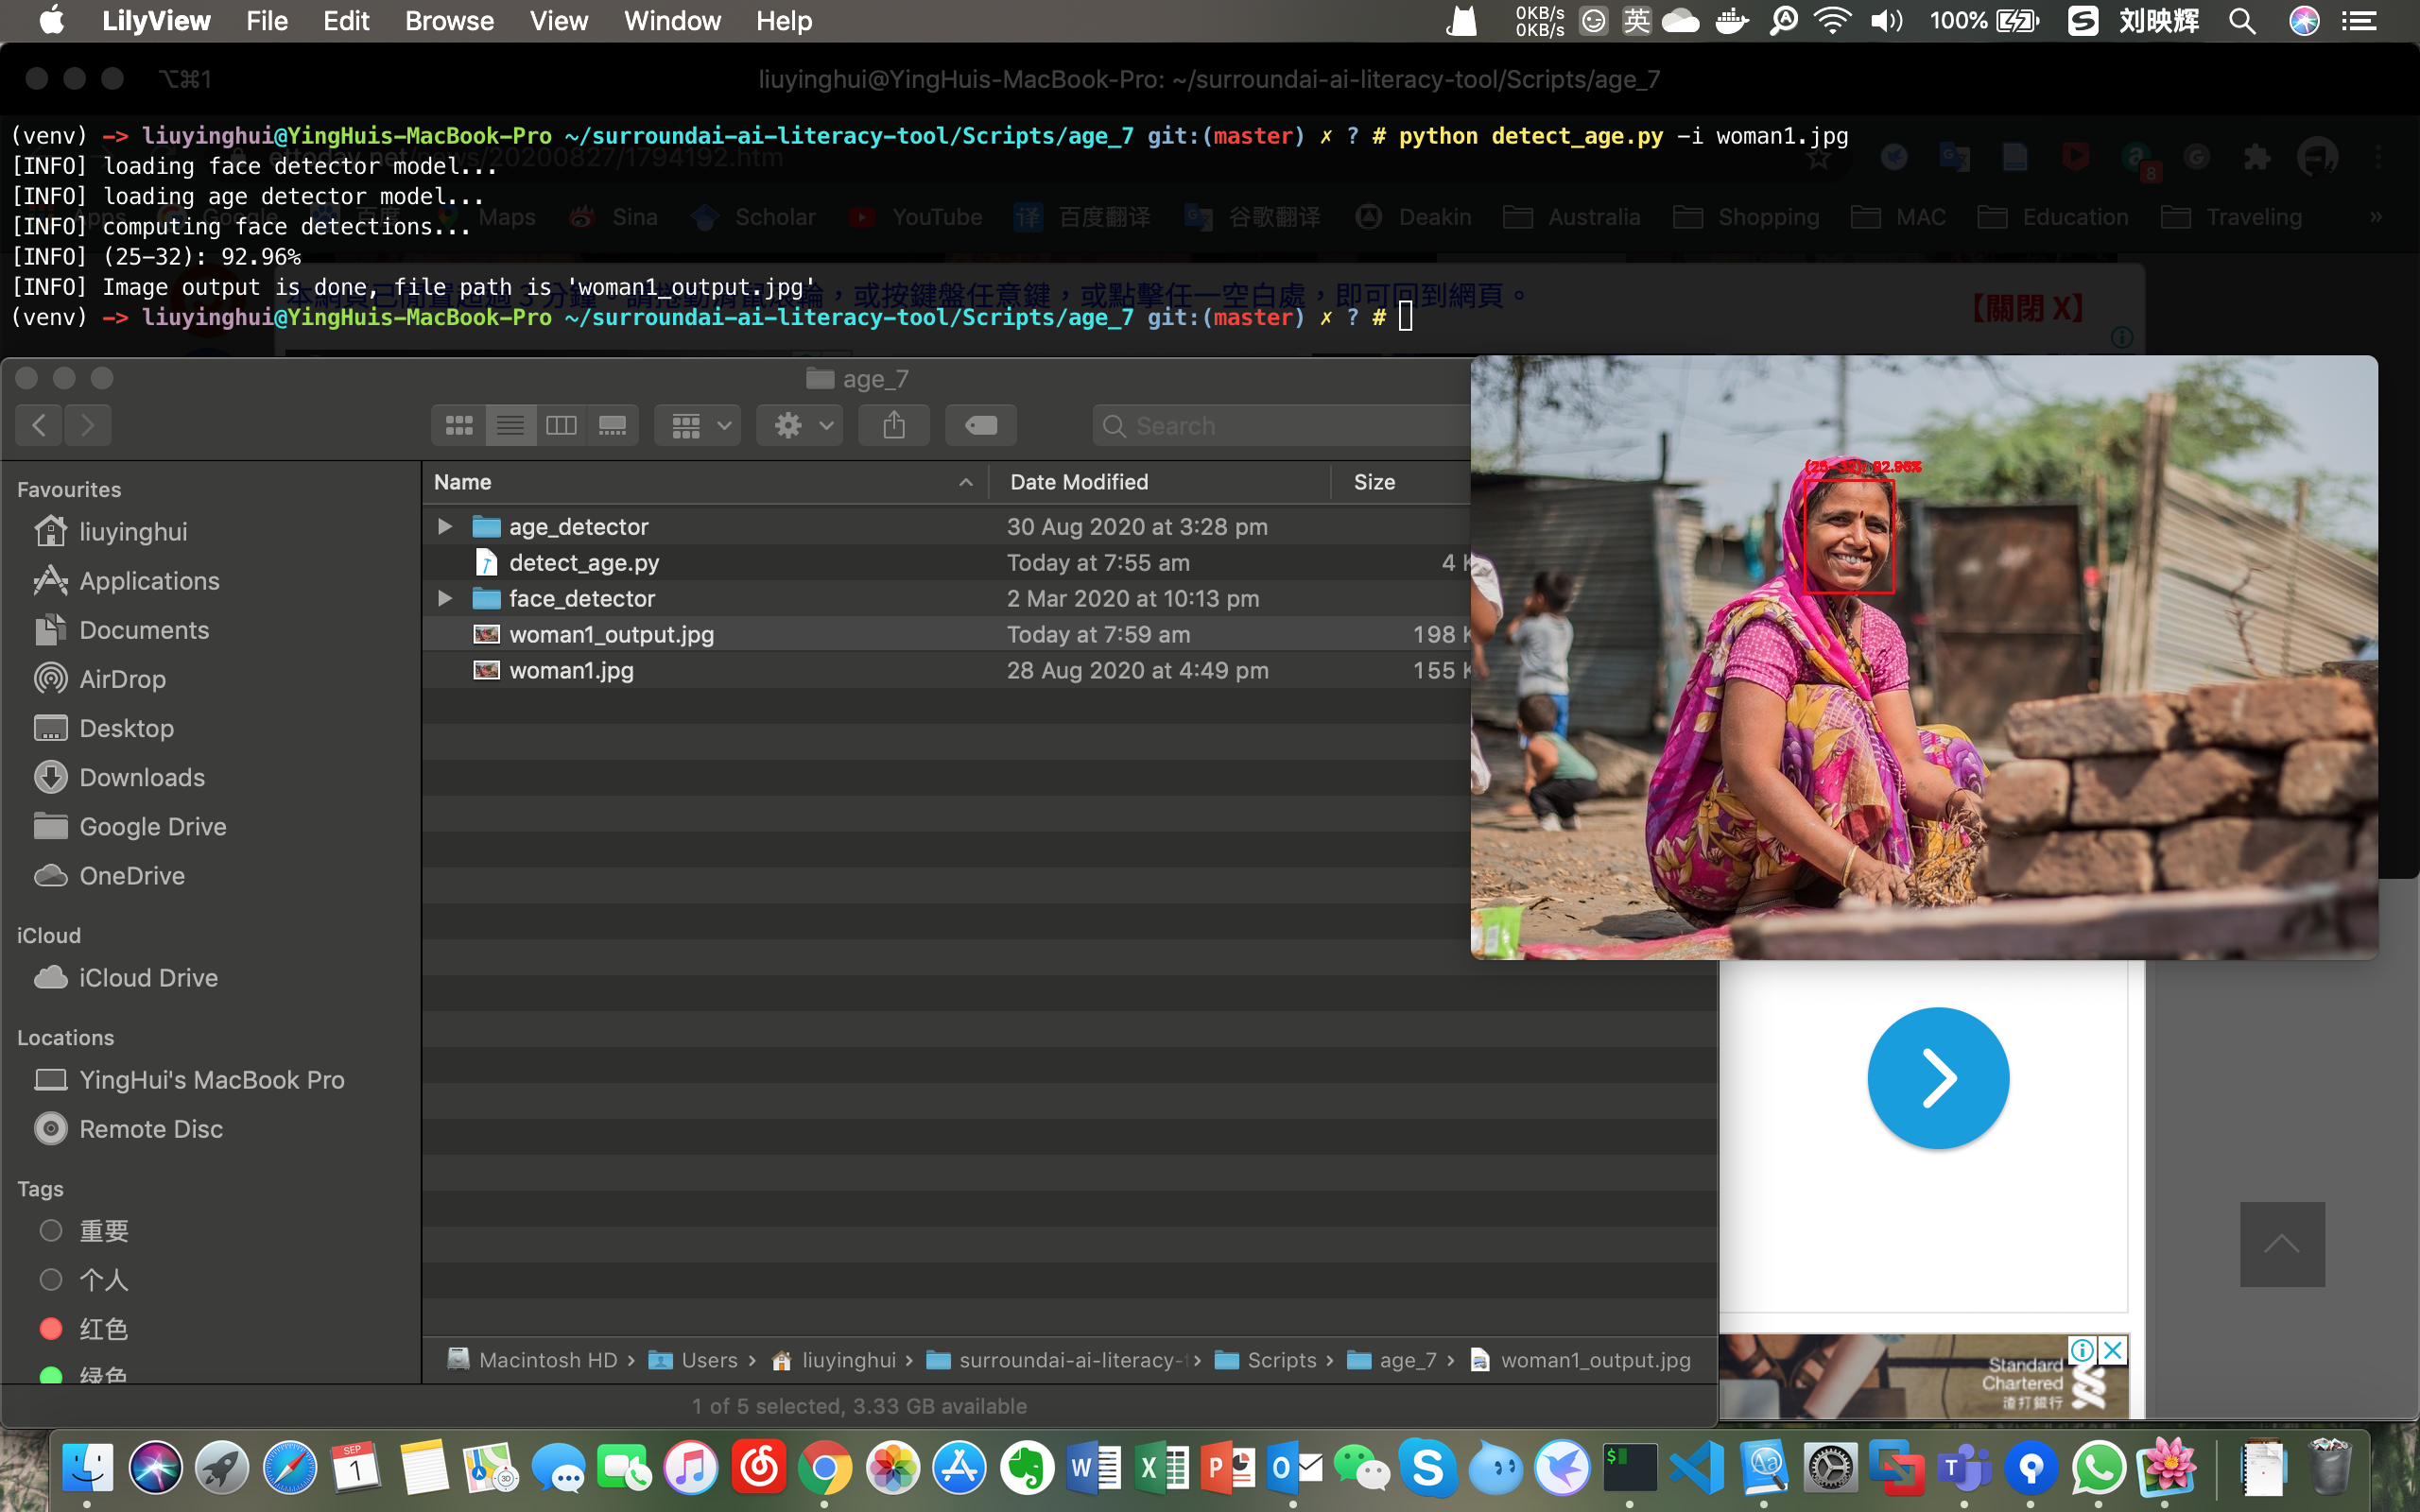 LilyView File Edit Browse View Window Help 0KB/s 0KB/s 英 100% 刘映辉
⌥⌘1 liuyinghui@YingHuis-MacBook-Pro: ~/surroundai-ai-literacy-tool/Scripts/age_7
(venv) —> liuyinghui@YingHuis-MacBook-Pro ~/surroundai-ai-literacy-tool/Scripts/age_7 git:(master) ✗ ? # python detect_age.py -i woman1.jpg
[INFO] loading face detector model...
ettoday.net/news/20200827/1794192.htm
[INFO] loading age detector model...
Apps Google 百度 Maps Sina Scholar YouTube 百度翻译 谷歌翻译 Deakin Australia Shopping MAC Education Traveling »
[INFO] computing face detections...
[INFO] (25-32): 92.96%
[INFO] Image output is done, file path is 'woman1_output.jpg'
，或按鍵盤任意鍵，或點擊任一空白處，即可回到網頁。
【關閉 X】
(venv) —> liuyinghui@YingHuis-MacBook-Pro ~/surroundai-ai-literacy-tool/Scripts/age_7 git:(master) ✗ ? #
age_7
Search
Favourites
liuyinghui
Applications
Documents
AirDrop
Desktop
Downloads
Google Drive
OneDrive
iCloud
iCloud Drive
Locations
YingHui's MacBook Pro
Remote Disc
Tags
重要
个人
红色
绿色
Name Date Modified Size
age_detector 30 Aug 2020 at 3:28 pm
detect_age.py Today at 7:55 am 4 K
face_detector 2 Mar 2020 at 10:13 pm
woman1_output.jpg Today at 7:59 am 198 K
woman1.jpg 28 Aug 2020 at 4:49 pm 155 K
(25-32): 92.96%
Macintosh HD › Users › liuyinghui › surroundai-ai-literacy-t › Scripts › age_7 › woman1_output.jpg
1 of 5 selected, 3.33 GB available
Standard
Chartered
渣打銀行
SEP
1